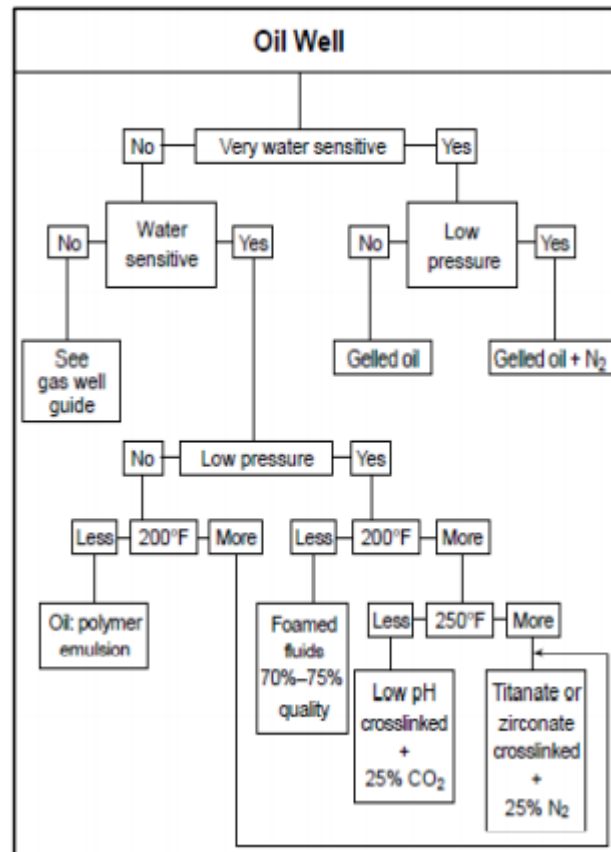 Oil Well
No
Very water sensitive
Yes
No
Water
sensitive
Yes
No
Low
pressure
Yes
See
gas well
guide
Gelled oil
Gelled oil + N₂
No
Low pressure
Yes
Less
200°F
More
Less
200°F
More
Oil: polymer
emulsion
Foamed
fluids
70%–75%
quality
Less
250°F
More
Low pH
crosslinked
+
25% CO₂
Titanate or
zirconate
crosslinked
+
25% N₂